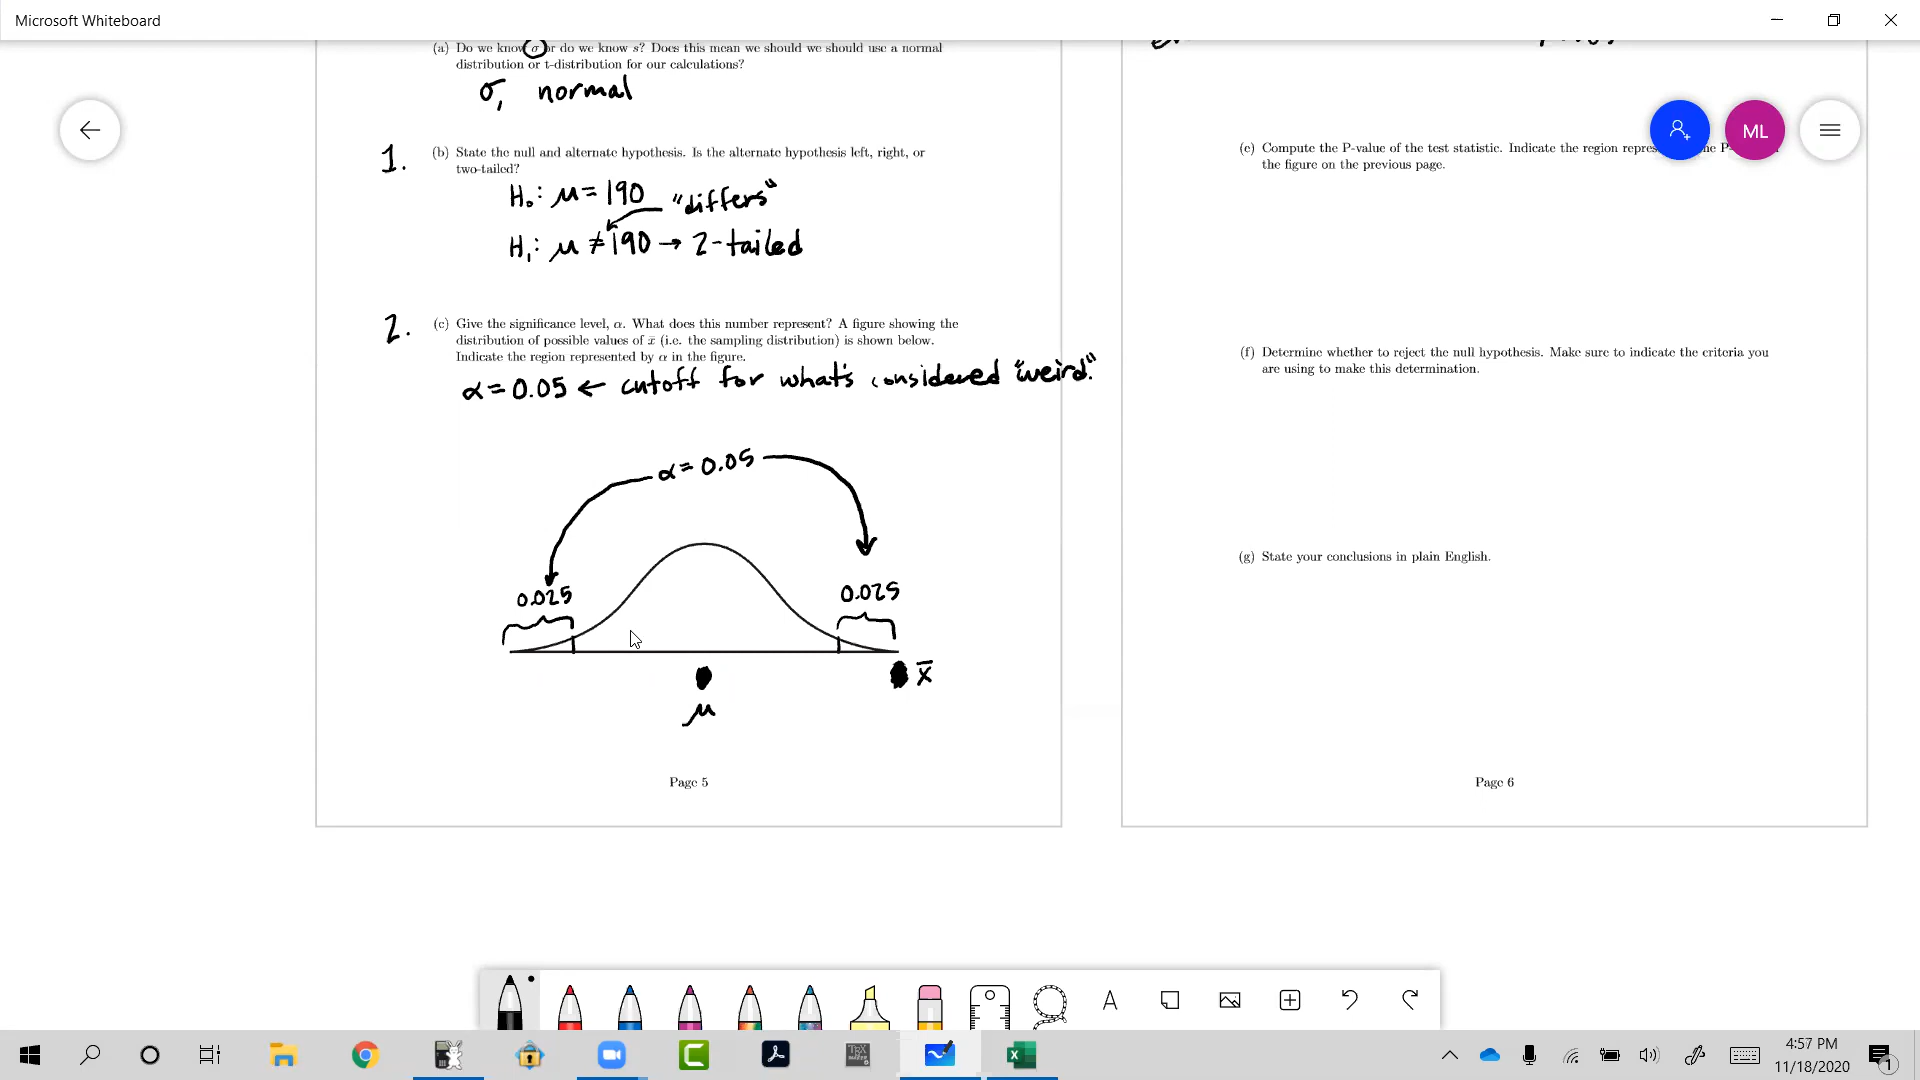 Microsoft Whiteboard
(a) Do we know σ or do we know s? Does this mean we should we should use a normal
distribution or t-distribution for our calculations?
σ, normal
1.
(b) State the null and alternate hypothesis. Is the alternate hypothesis left, right, or
two-tailed?
H₀: μ = 190 "differs"
H₁: μ ≠ 190 → 2-tailed
2.
(c) Give the significance level, α. What does this number represent? A figure showing the
distribution of possible values of x̄ (i.e. the sampling distribution) is shown below.
Indicate the region represented by α in the figure.
α = 0.05 ← cutoff for what's considered "weird."
α = 0.05
0.025
0.025
x̄
μ
Page 5
ML
(e) Compute the P-value of the test statistic. Indicate the region
the figure on the previous page.
(f) Determine whether to reject the null hypothesis. Make sure to indicate the criteria you
are using to make this determination.
(g) State your conclusions in plain English.
Page 6
4:57 PM
11/18/2020
1